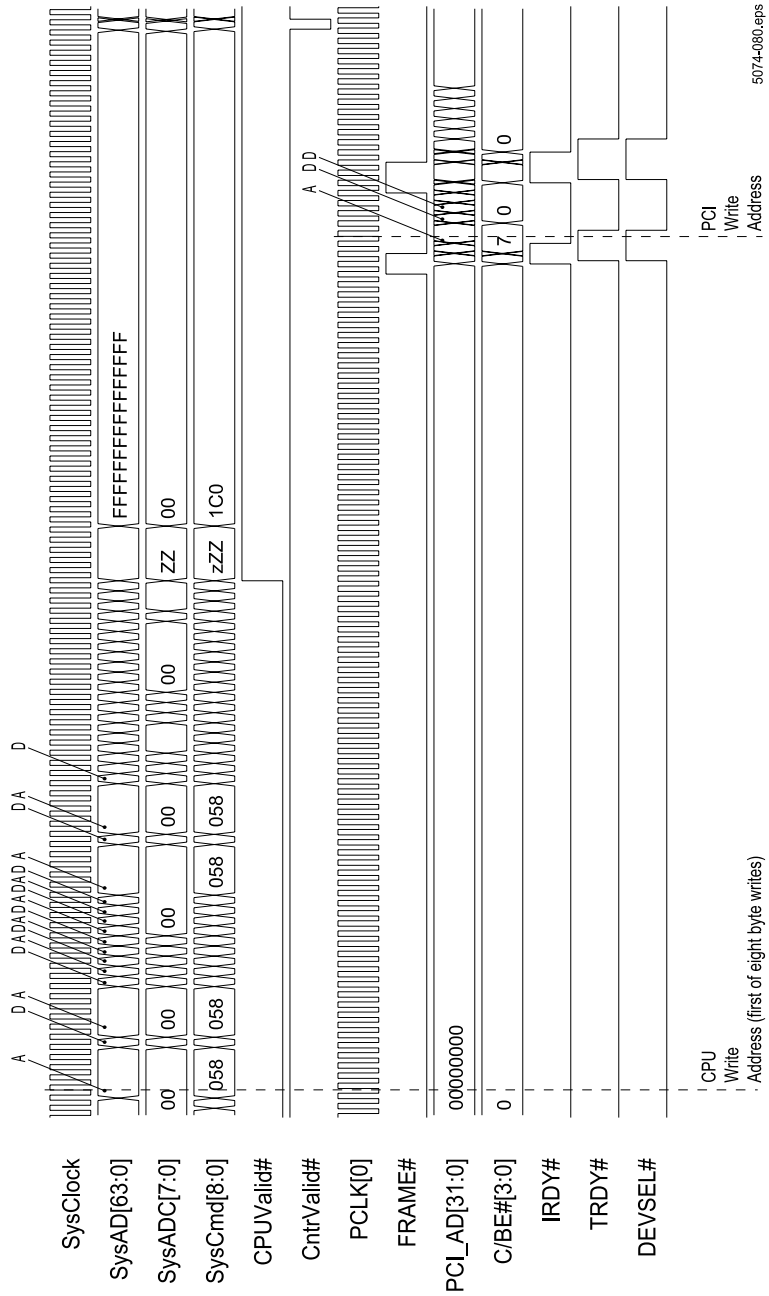 A D A D A D A D A D A D A D A D
SysClock
SysAD[63:0] FFFFFFFFFFFFFFFF
SysADC[7:0] 00 00 00 00 00 ZZ 00
SysCmd[8:0] 058 058 058 058 zZZ 1C0
CPUValid#
CntrValid#
A D D
PCLK[0]
FRAME#
PCI_AD[31:0] 00000000
C/BE#[3:0] 0 7 0 0
IRDY#
TRDY#
DEVSEL#
CPU
Write
Address (first of eight byte writes)
PCI
Write
Address
5074-080.eps